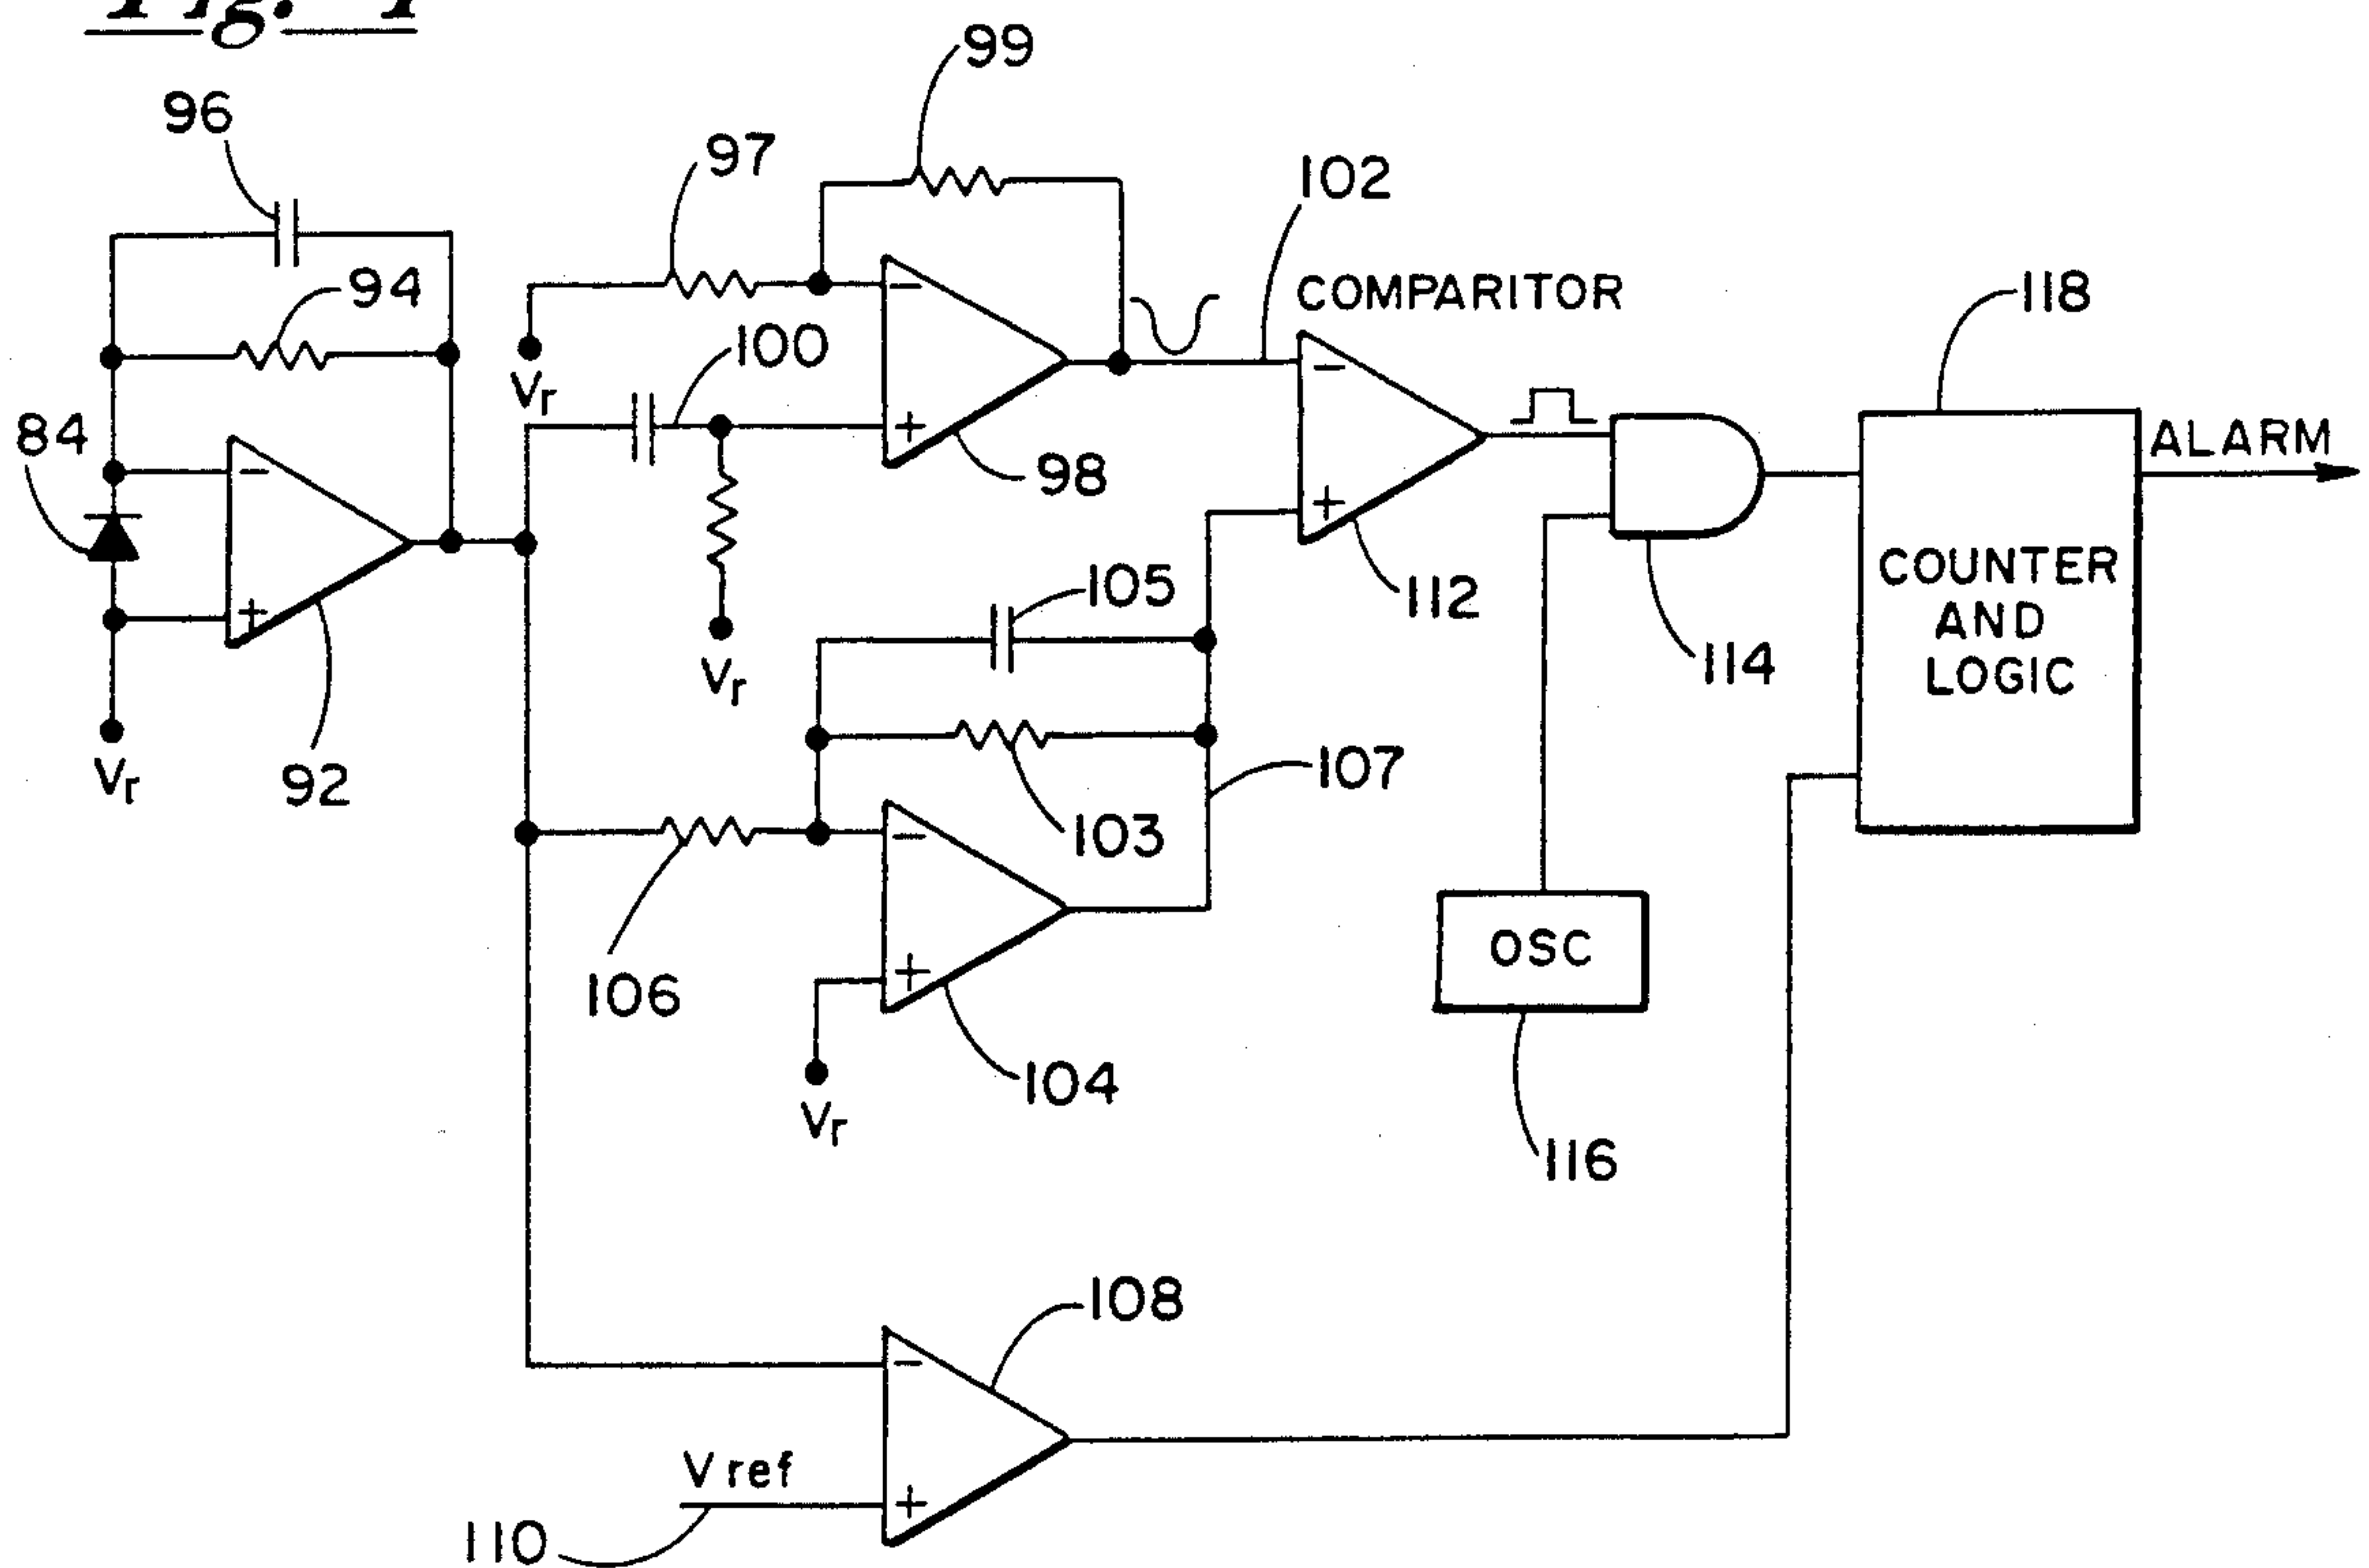 99
96
97
102
COMPARITOR
118
94
100
Vr
84
ALARM
−
−
−
+
98
+
105
112
COUNTER
AND
LOGIC
+
114
Vr
Vr
92
107
103
−
OSC
106
+
104
Vr
116
108
−
V ref
+
110